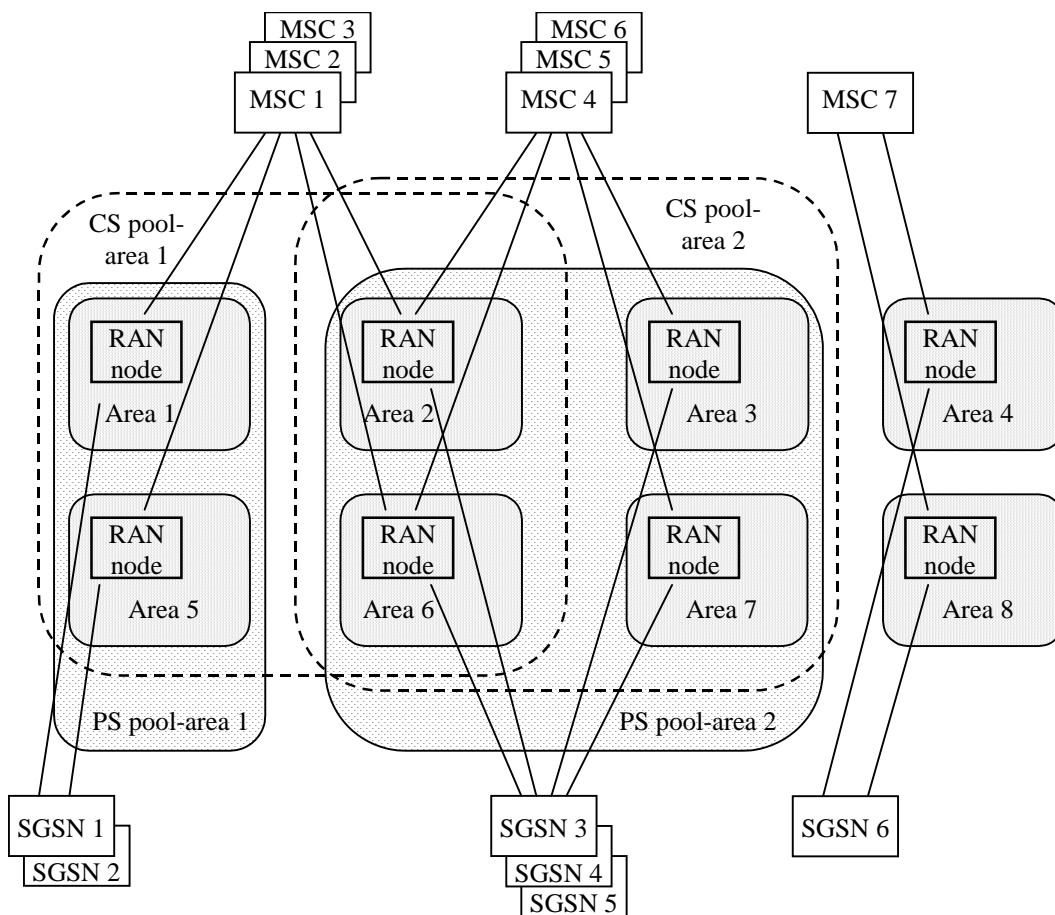 MSC 3
MSC 2
MSC 1
MSC 6
MSC 5
MSC 4
MSC 7
CS pool-
area 1
CS pool-
area 2
RAN
node
Area 1
RAN
node
Area 2
RAN
node
Area 3
RAN
node
Area 4
RAN
node
Area 5
RAN
node
Area 6
RAN
node
Area 7
RAN
node
Area 8
PS pool-area 1
PS pool-area 2
SGSN 1
SGSN 2
SGSN 3
SGSN 4
SGSN 5
SGSN 6